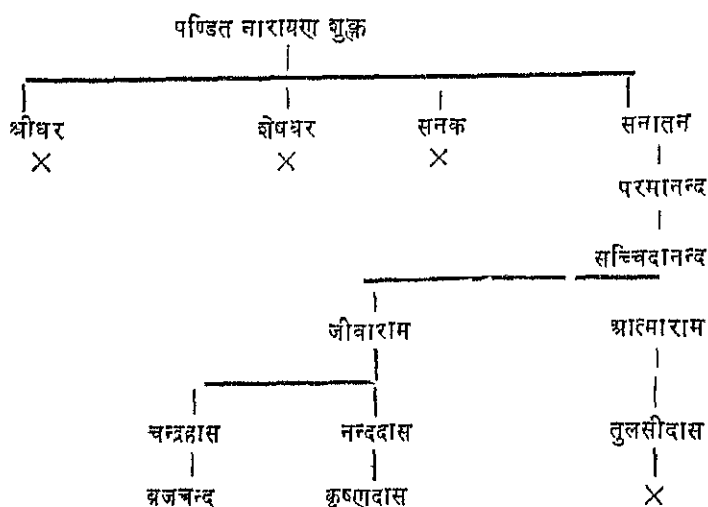 पण्डित नारायण शुक्ल
श्रीधर शेषधर सनक सनातन
× × ×
परमानन्द
सच्चिदानन्द
जीवाराम आत्माराम
चन्द्रहास नन्ददास तुलसीदास
व्रजचन्द कृष्णदास ×